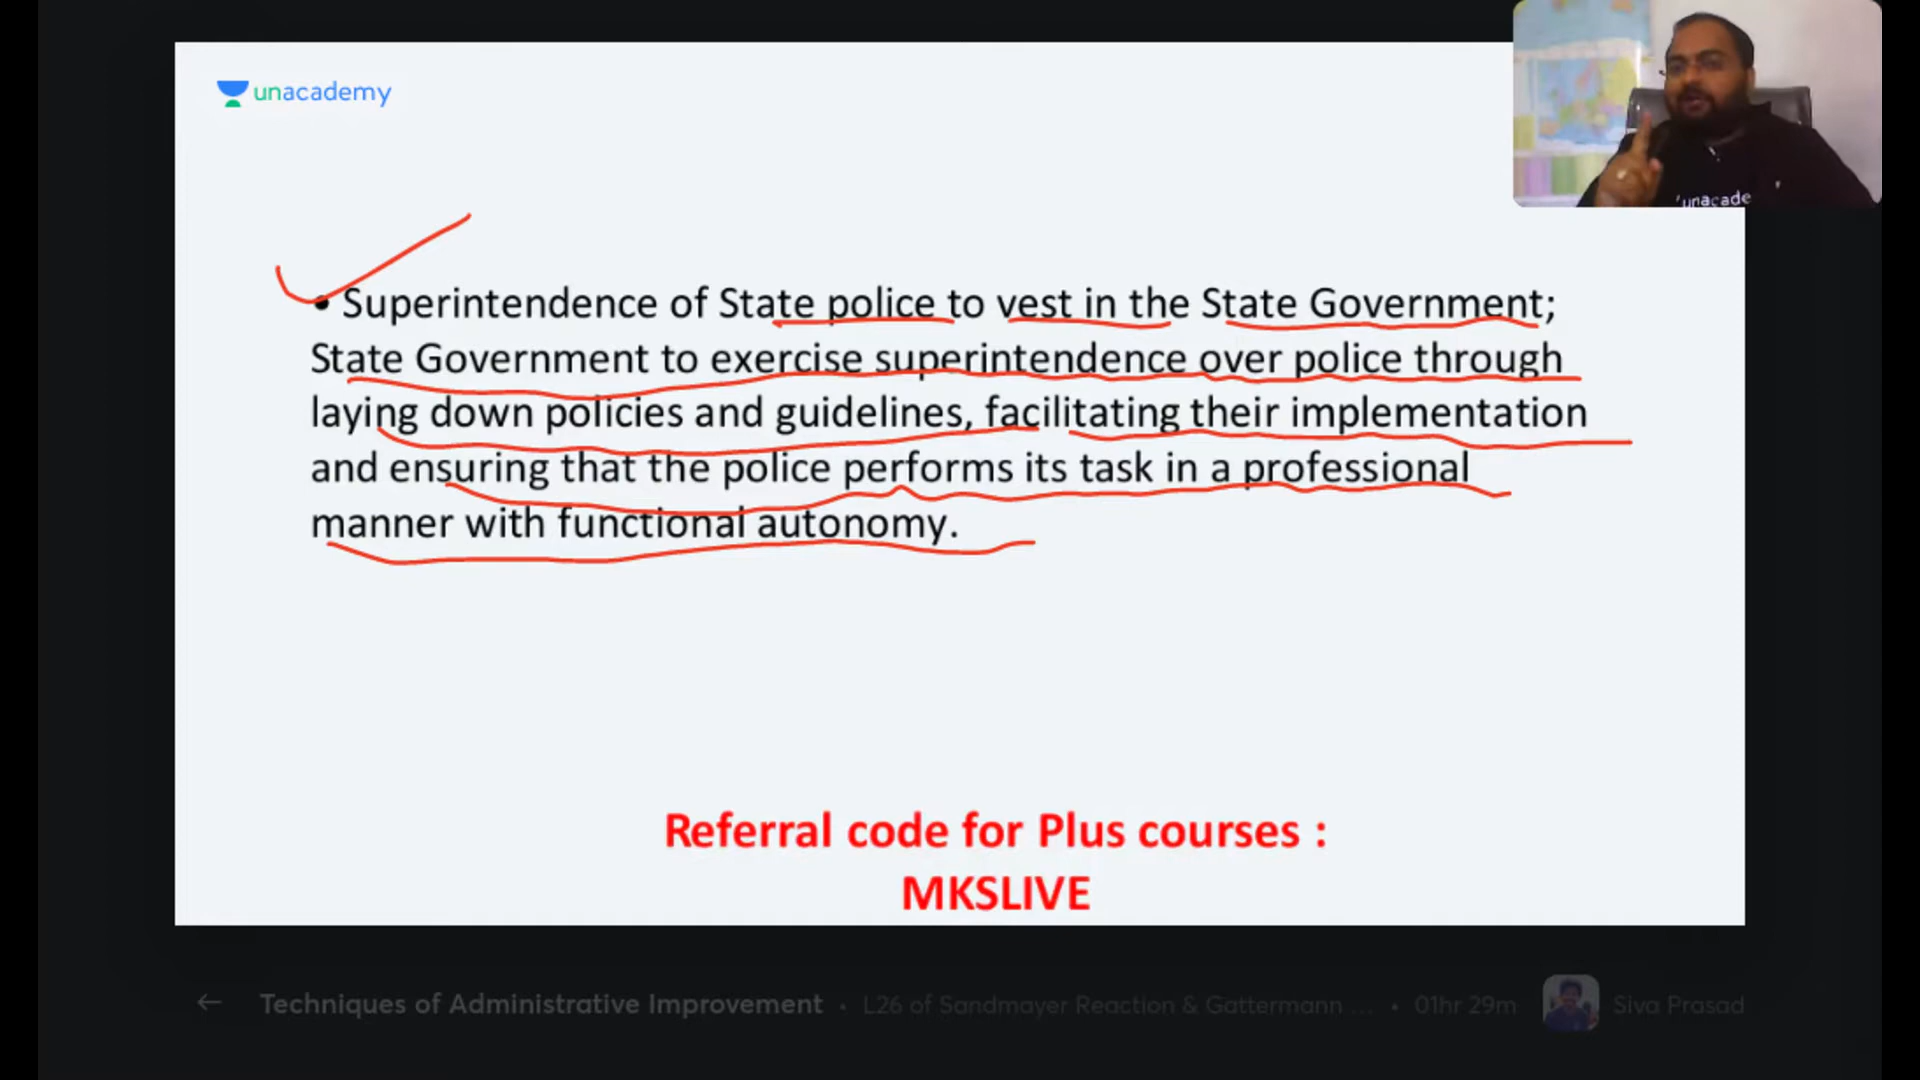 unacademy
'unacade
• Superintendence of State police to vest in the State Government;
State Government to exercise superintendence over police through
laying down policies and guidelines, facilitating their implementation
and ensuring that the police performs its task in a professional
manner with functional autonomy.
Referral code for Plus courses :
MKSLIVE
← Techniques of Administrative Improvement • L26 of Sandmayer Reaction & Gattermann ... • 01hr 29m Siva Prasad